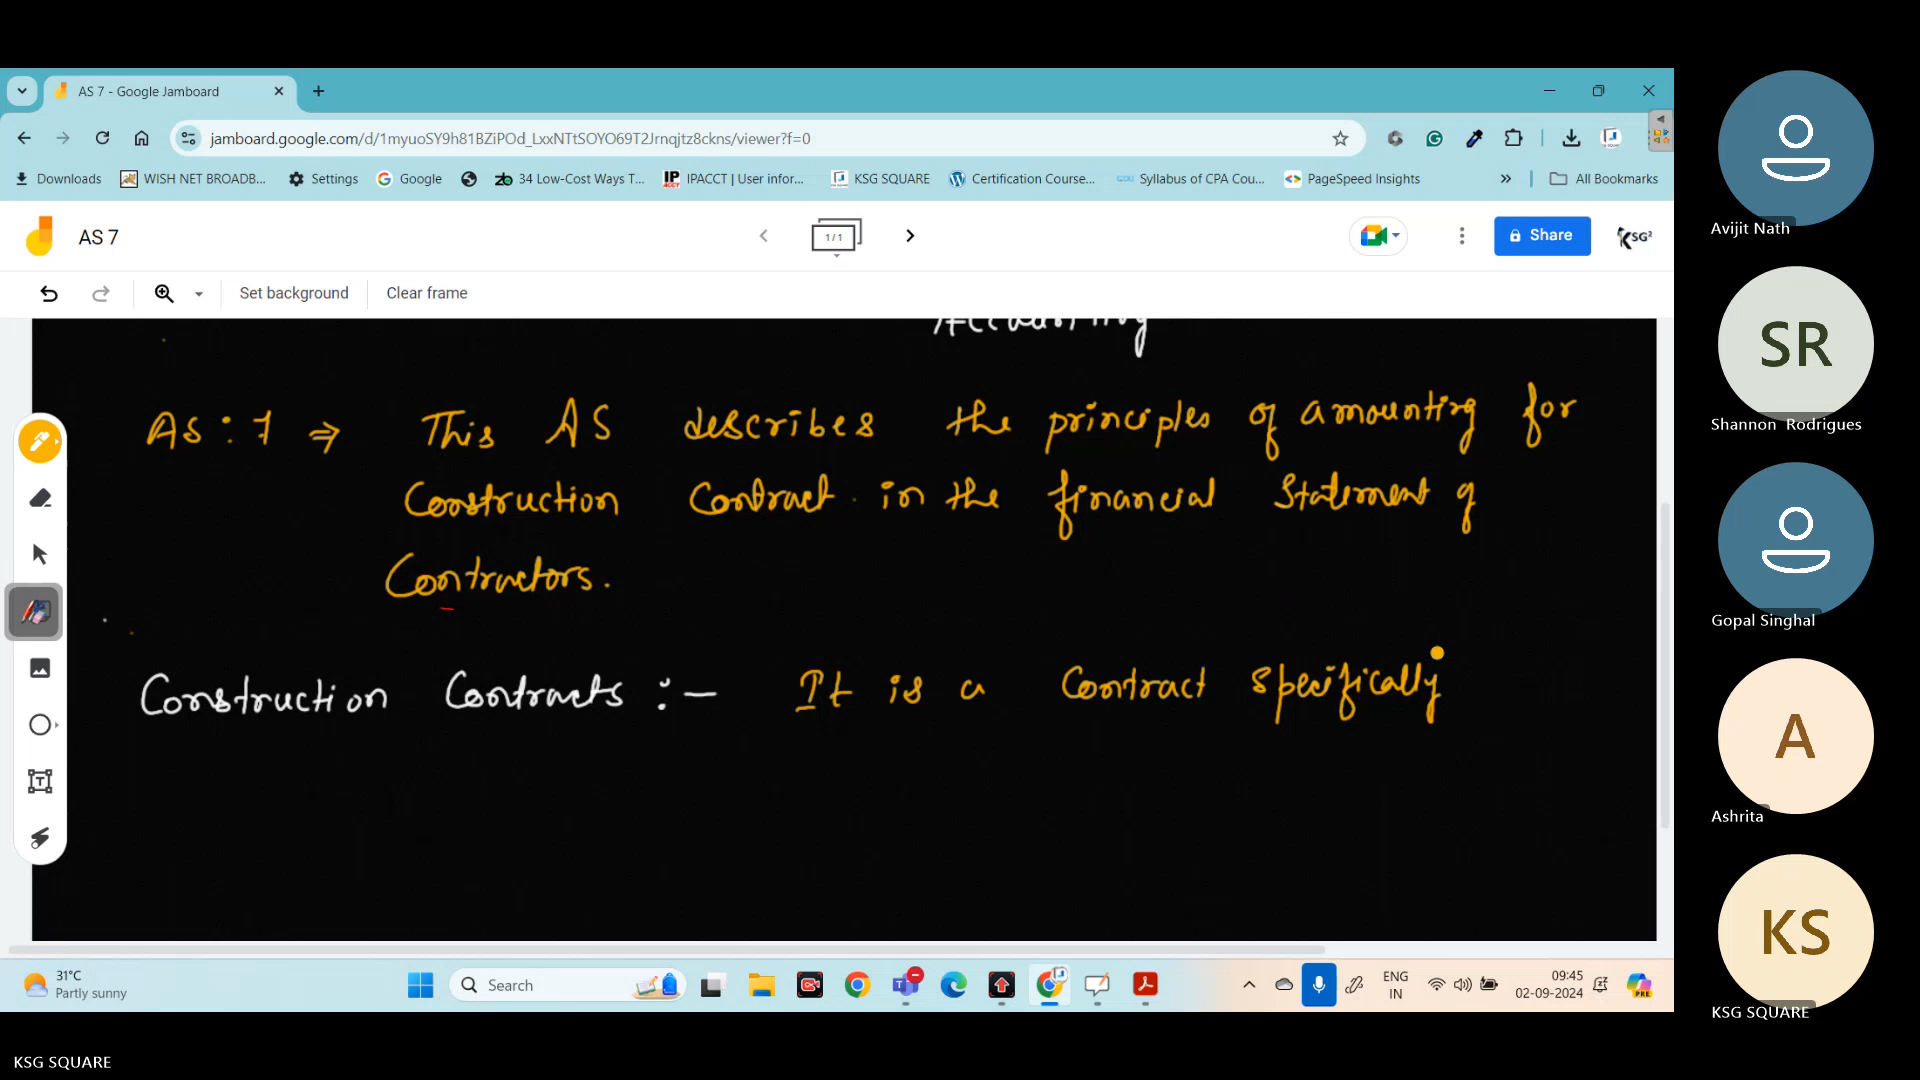 AS 7 - Google Jamboard
jamboard.google.com/d/1myuoSY9h81BZiPOd_LxxNTtSOYO69T2Jrnqjtz8ckns/viewer?f=0
Downloads WISH NET BROADB... Settings Google 34 Low-Cost Ways T... IPACCT | User infor... KSG SQUARE Certification Course... Syllabus of CPA Cou... PageSpeed Insights » All Bookmarks
AS 7 1/1 Share KSG²
Set background Clear frame
As : 7 ⇒ This AS describes the principles of amounting for
Construction Contract in the financial Statement of
Contractors.
Construction Contracts :- It is a Contract specifically
31°C
Partly sunny
Search
ENG
IN
09:45
02-09-2024
Avijit Nath
SR
Shannon Rodrigues
Gopal Singhal
A
Ashrita
KS
KSG SQUARE
KSG SQUARE